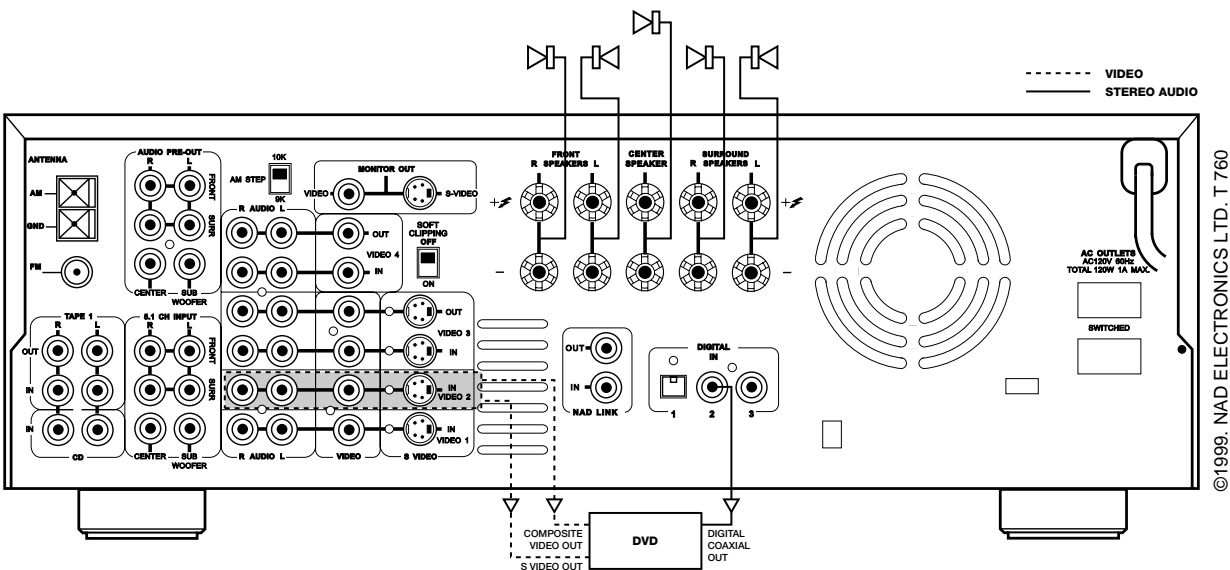 VIDEO
STEREO AUDIO
ANTENNA
AM
GND
FM
AUDIO PRE-OUT
R L
FRONT
SURR
CENTER SUB
WOOFER
10K
AM STEP
9K
MONITOR OUT
VIDEO
S-VIDEO
R AUDIO L
OUT
VIDEO 4
IN
SOFT
CLIPPING
OFF
ON
FRONT
R SPEAKERS L
CENTER
SPEAKER
SURROUND
R SPEAKERS L
+
+
–
–
AC OUTLETS
AC120V 60Hz
TOTAL 120W 1A MAX.
SWITCHED
TAPE 1
R L
OUT
IN
IN
CD
5.1 CH INPUT
R L
FRONT
SURR
CENTER SUB
WOOFER
OUT
VIDEO 3
IN
IN
VIDEO 2
IN
VIDEO 1
R AUDIO L
VIDEO
S VIDEO
OUT
IN
NAD LINK
DIGITAL
IN
1 2 3
COMPOSITE
VIDEO OUT
S VIDEO OUT
DVD
DIGITAL
COAXIAL
OUT
©1999. NAD ELECTRONICS LTD. T 760